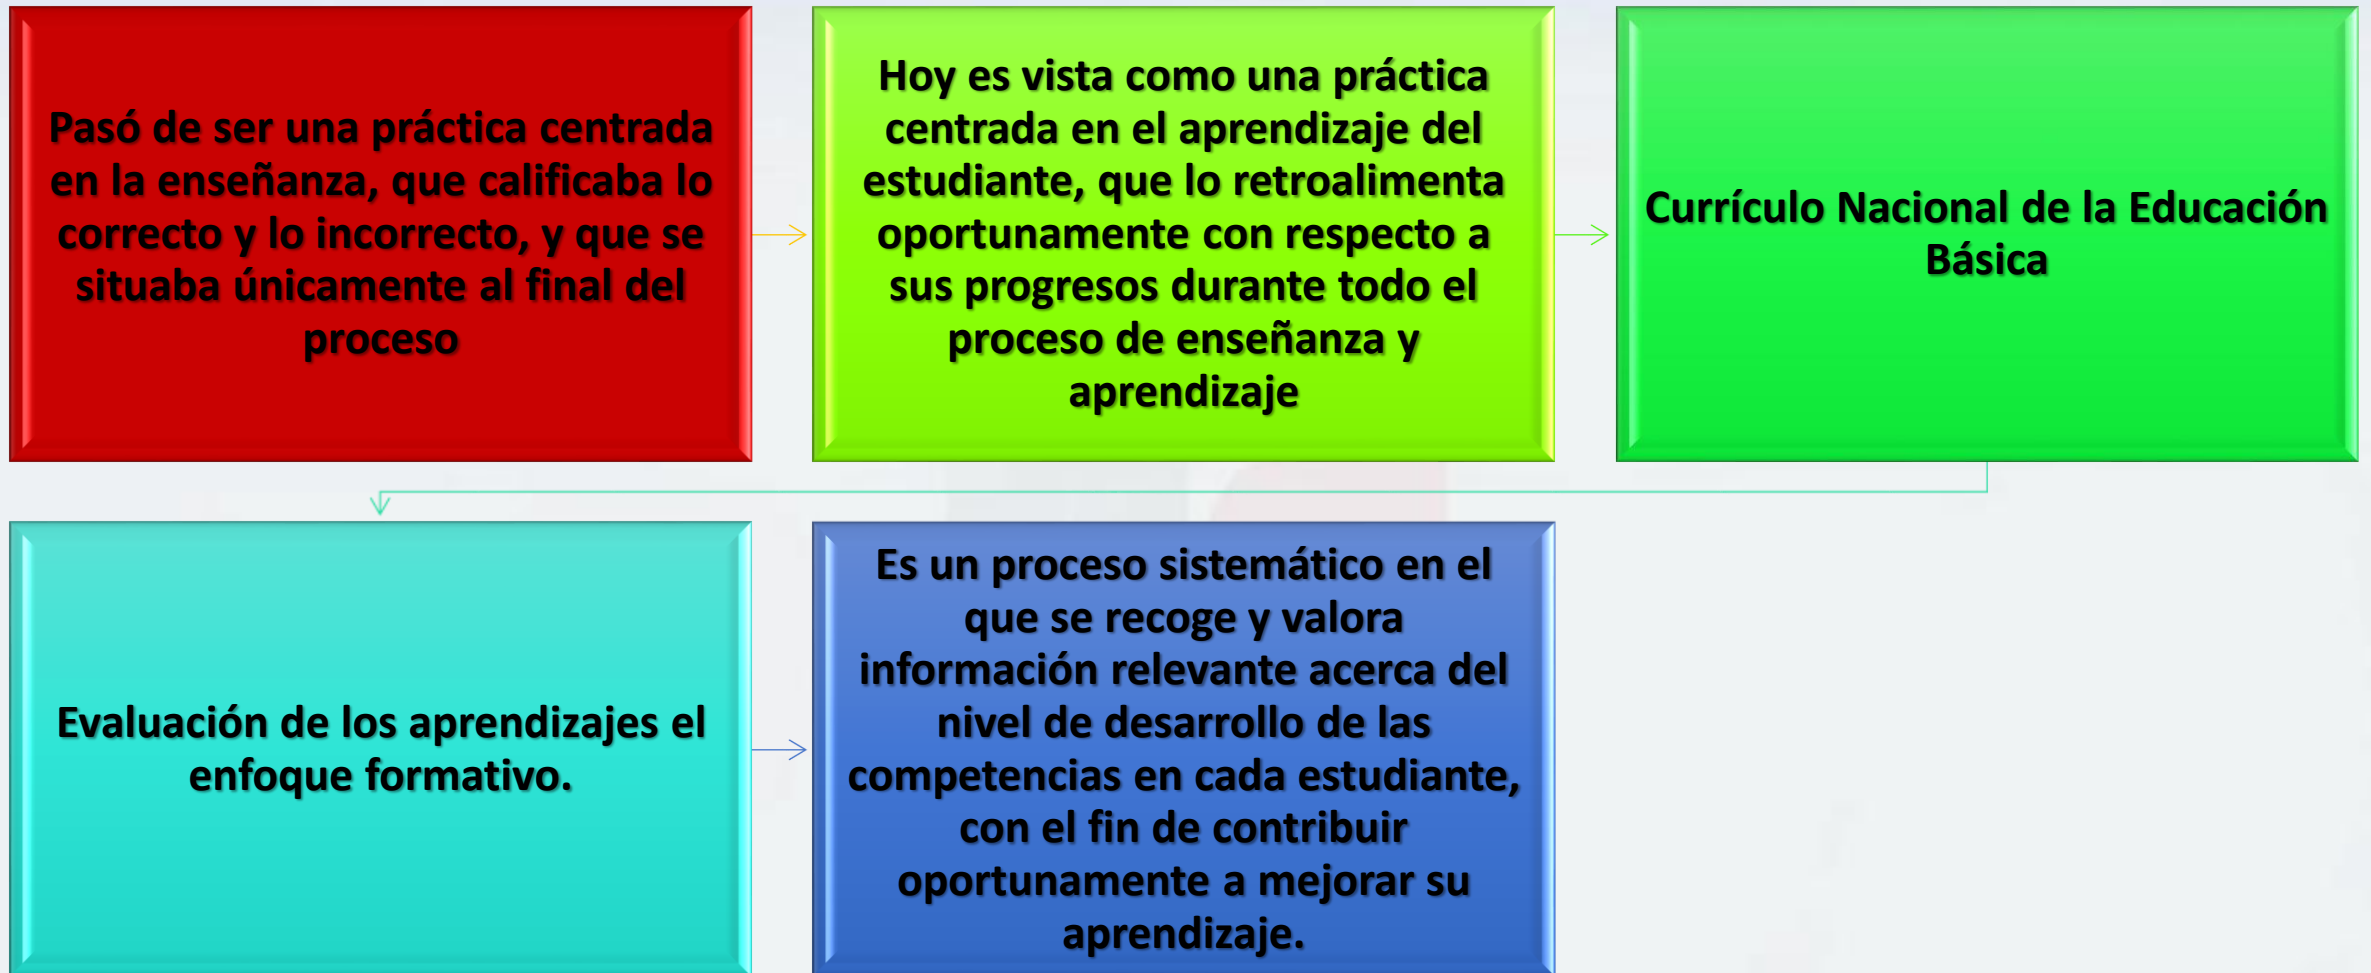 Pasó de ser una práctica centrada
en la enseñanza, que calificaba lo
correcto y lo incorrecto, y que se
situaba únicamente al final del
proceso
Hoy es vista como una práctica
centrada en el aprendizaje del
estudiante, que lo retroalimenta
oportunamente con respecto a
sus progresos durante todo el
proceso de enseñanza y
aprendizaje
Currículo Nacional de la Educación
Básica
Evaluación de los aprendizajes el
enfoque formativo.
Es un proceso sistemático en el
que se recoge y valora
información relevante acerca del
nivel de desarrollo de las
competencias en cada estudiante,
con el fin de contribuir
oportunamente a mejorar su
aprendizaje.